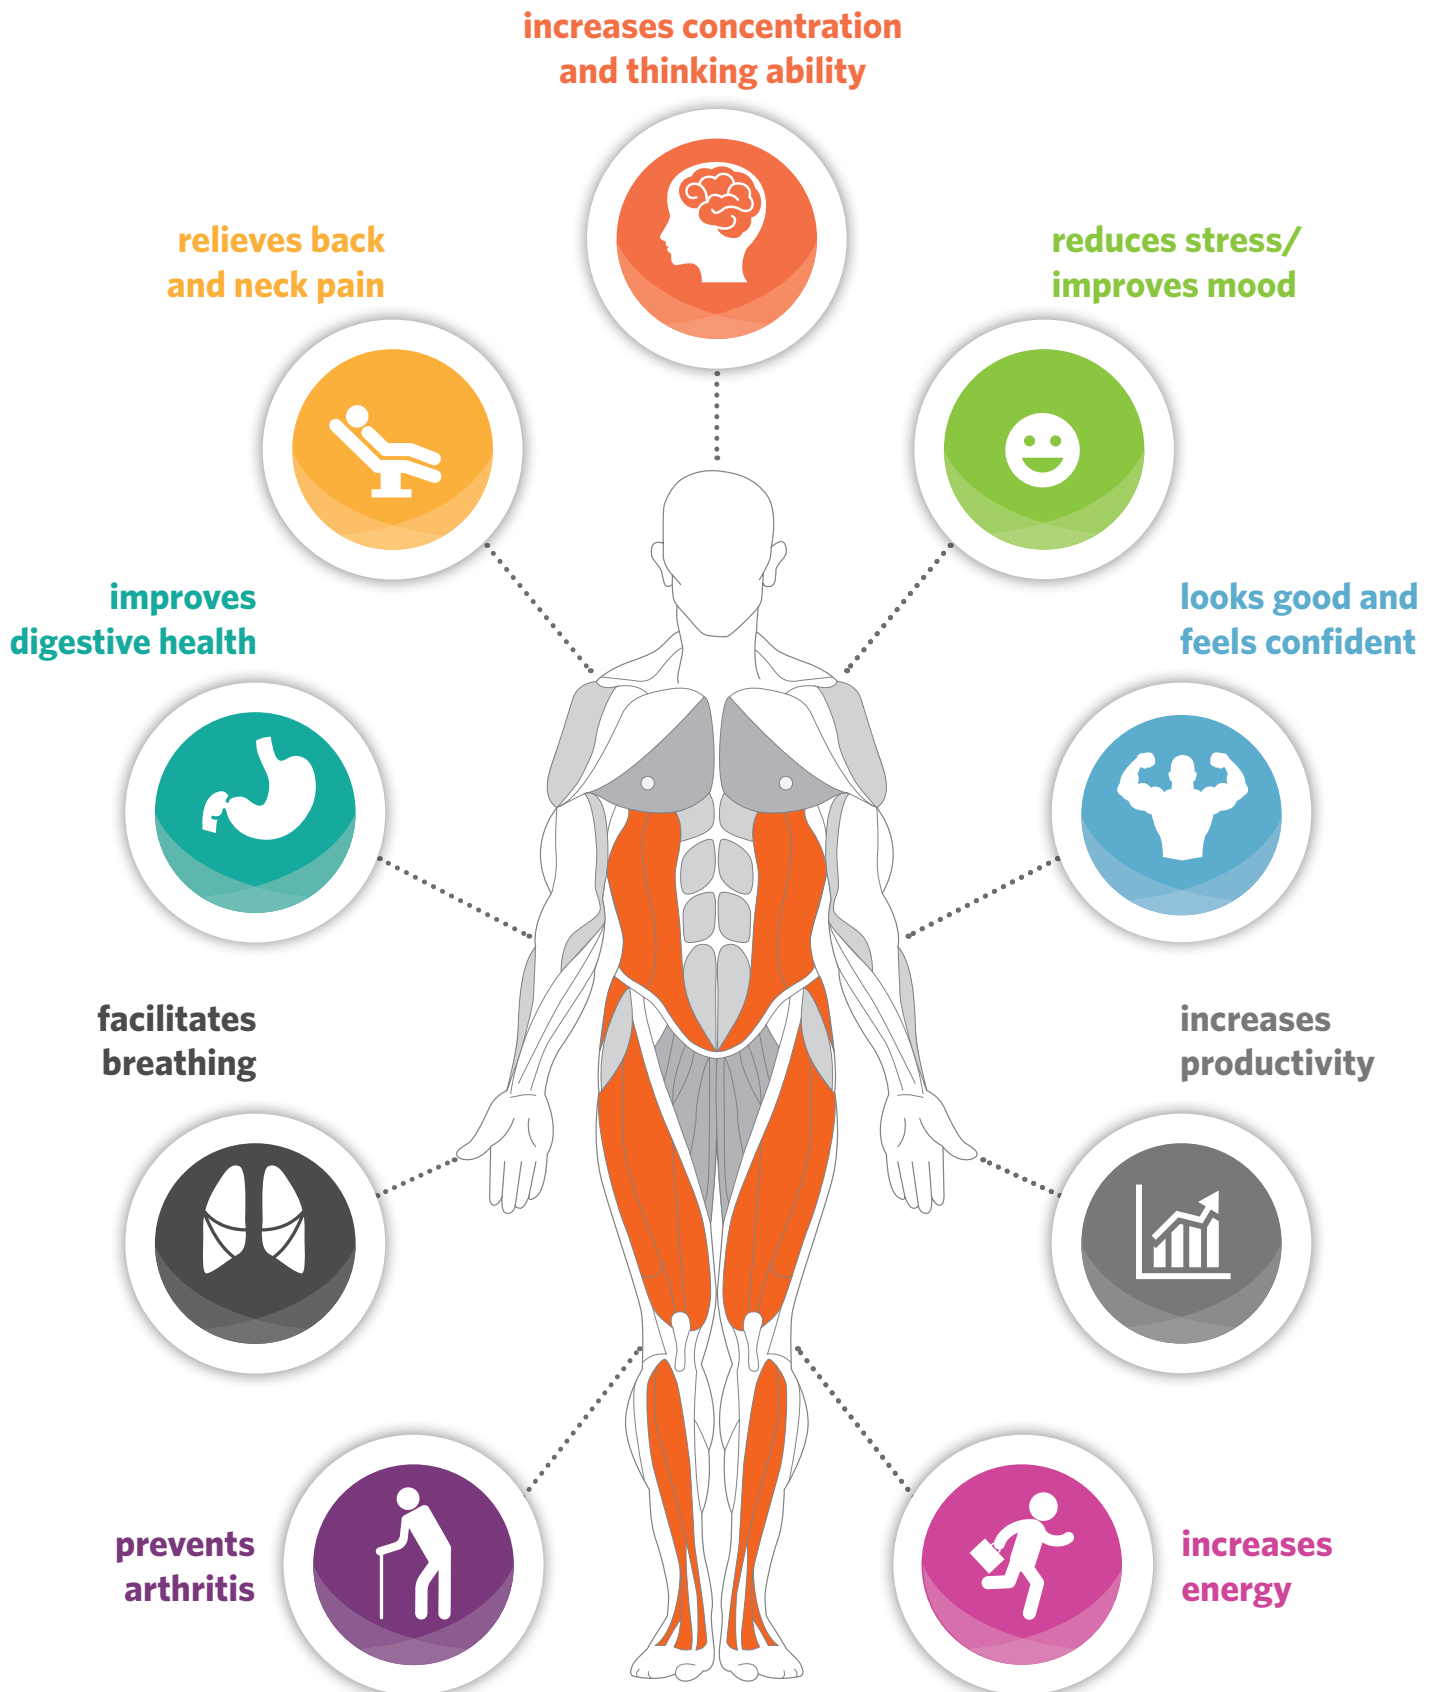 increases concentration
and thinking ability
relieves back
and neck pain
reduces stress/
improves mood
improves
digestive health
looks good and
feels confident
facilitates
breathing
increases
productivity
prevents
arthritis
increases
energy